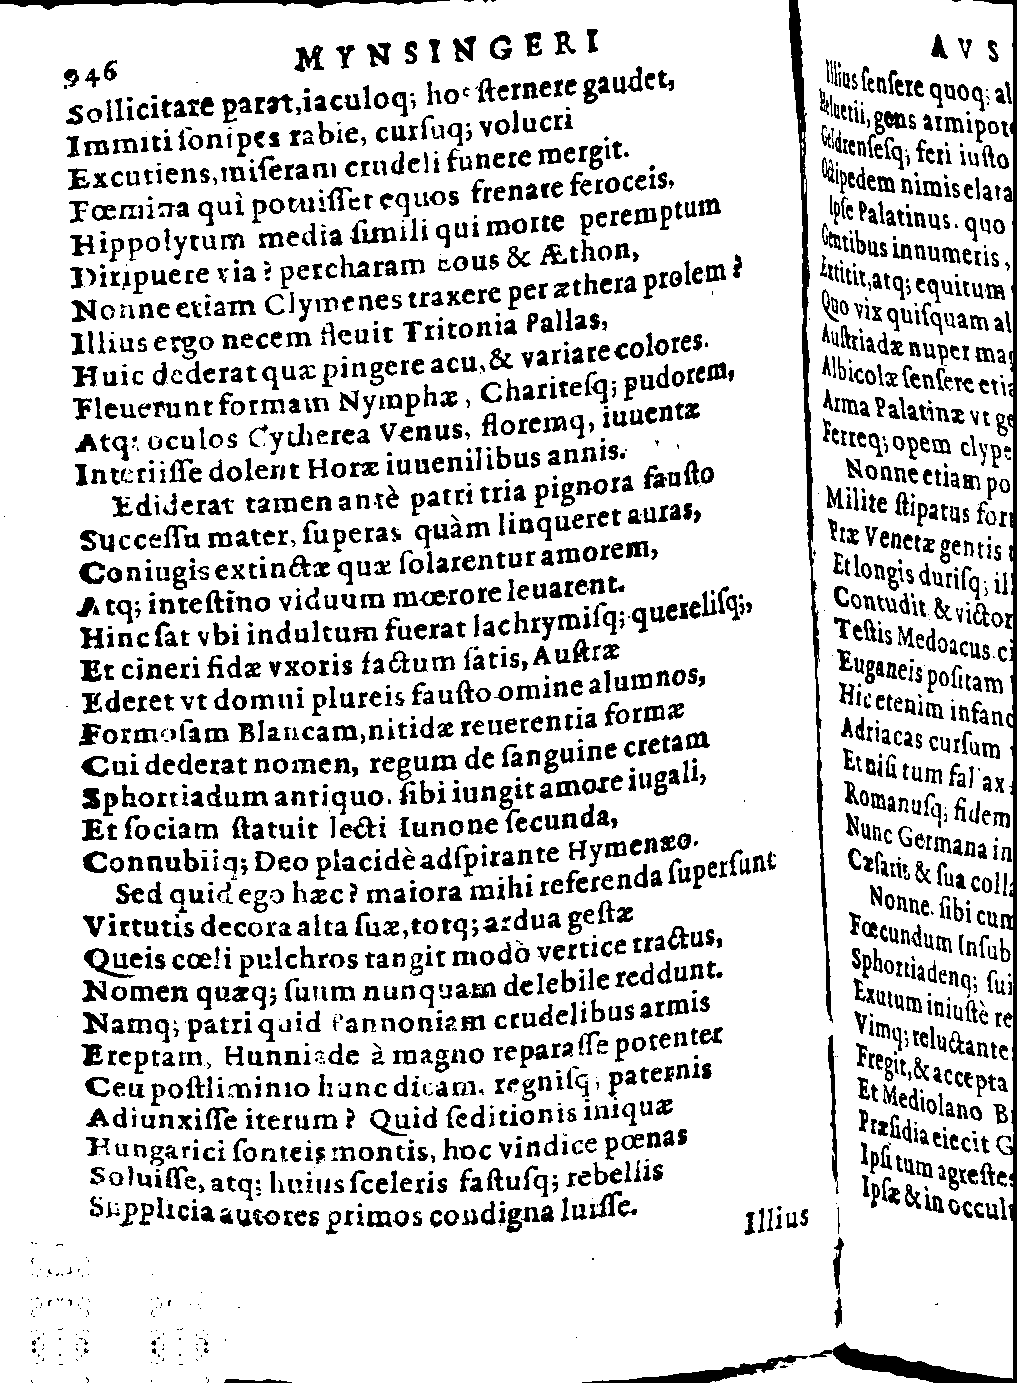 946 MYNSINGERI
Sollicitare parat, iaculoq; hoc ſternere gaudet,
Immiti ſonipes rabie, curſuq; volucri
Excutiens, miſeram crudeli funere mergit.
Fœmina quì potuiſſet equos frenare feroceis,
Hippolytum media ſimili qui morte peremptum
Diripuere via? percharam Eous & Æthon,
Nonne etiam Clymenes traxere per æthera prolem?
Illius ergo necem fleuit Tritonia Pallas,
Huic dederat quæ pingere acu, & variare colores.
Fleuerunt formam Nymphæ, Chariteſq; pudorem,
Atq; oculos Cytherea Venus, floremq, iuuentæ
Interiiſſe dolent Horæ iuuenilibus annis.
Ediderat tamen antè patri tria pignora fauſto
Succeſſu mater, ſuperas quàm linqueret auras,
Coniugis extinctæ quæ ſolarentur amorem,
Atq; inteſtino viduum mœrore leuarent.
Hinc ſat vbi indultum fuerat lachrymiſq; quereliſq;,
Et cineri fidæ vxoris factum ſatis, Auſtræ
Ederet vt domui plureis fauſto omine alumnos,
Formoſam Blancam, nitidæ reuerentia formæ
Cui dederat nomen, regum de ſanguine cretam
Sphortiadum antiquo. ſibi iungit amore iugali,
Et ſociam ſtatuit lecti Iunone ſecunda,
Connubiiq; Deo placidè adſpirante Hymenæo.
Sed quid ego hæc? maiora mihi referenda ſuperſunt
Virtutis decora alta ſuæ, totq; ardua geſtæ
Queis cœli pulchros tangit modò vertice tractus,
Nomen quæq; ſuum nunquam delebile reddunt.
Namq; patri quid Pannoniam crudelibus armis
Ereptam, Hunniade à magno reparaſſe potenter
Ceu poſtliminio hunc dicam, regniſq; paternis
Adiunxiſſe iterum? Quid ſeditionis iniquæ
Hungarici ſonteis montis, hoc vindice pœnas
Soluiſſe, atq; huius ſceleris faſtuſq; rebellis
Supplicia autores primos condigna luiſſe.
Illius
AVS
Illius ſenſere quoq; al
Heluetii, gens armipot
Geldrenſeſq; feri iuſto
pedem nimis elata
Ipſe Palatinus. quo
Gentibus innumeris,
Extitit, atq; equitum
Quo vix quiſquam al
Auſtriadæ nuper mag
Albicolæ ſenſere etia
Arma Palatinæ vt ge
Ferreq; opem clype
Nonne etiam po
Milite ſtipatus fort
Præ Venetæ gentis
Et longis duriſq; ill
Contudit & victor
Teſtis Medoacus. ci
Euganeis poſitam
Hic etenim infand
Adriacas curſum
Et niſi tum fallax
Romanuſq; fidem
Nunc Germana in
Cæſaris & ſua colla
Nonne. ſibi cum
Fœcundum Inſub
Sphortiadenq; ſui
Exutum iniuſtè re
Vimq; reluctante
Fregit, & accepta
Et Mediolano B
Præſidia eiecit G
Ipſi tum agreſtes
Ipſæ & in occult